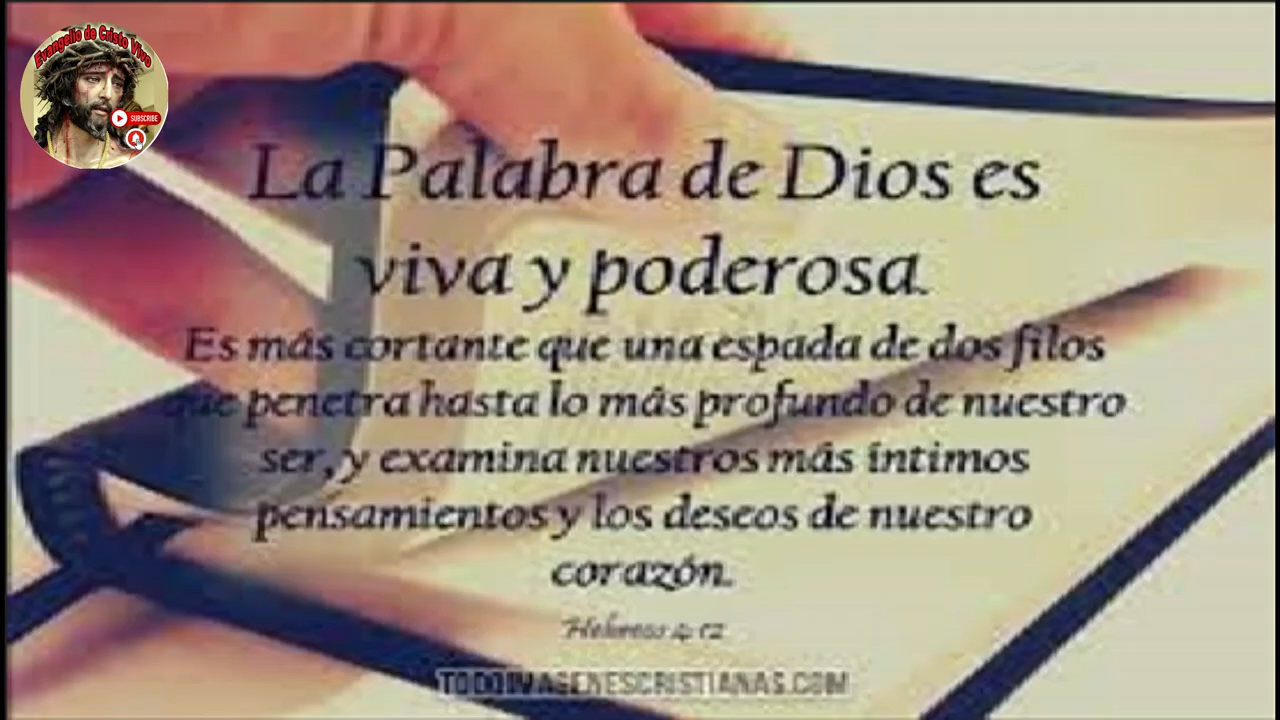 Evangelio de Cristo Vivo
SUBSCRIBE
La Palabra de Dios es
viva y poderosa.
Es más cortante que una espada de dos filos
que penetra hasta lo más profundo de nuestro
ser, y examina nuestros más íntimos
pensamientos y los deseos de nuestro
corazón.
Hebreos 4:12
TODOIMAGENESCRISTIANAS.COM